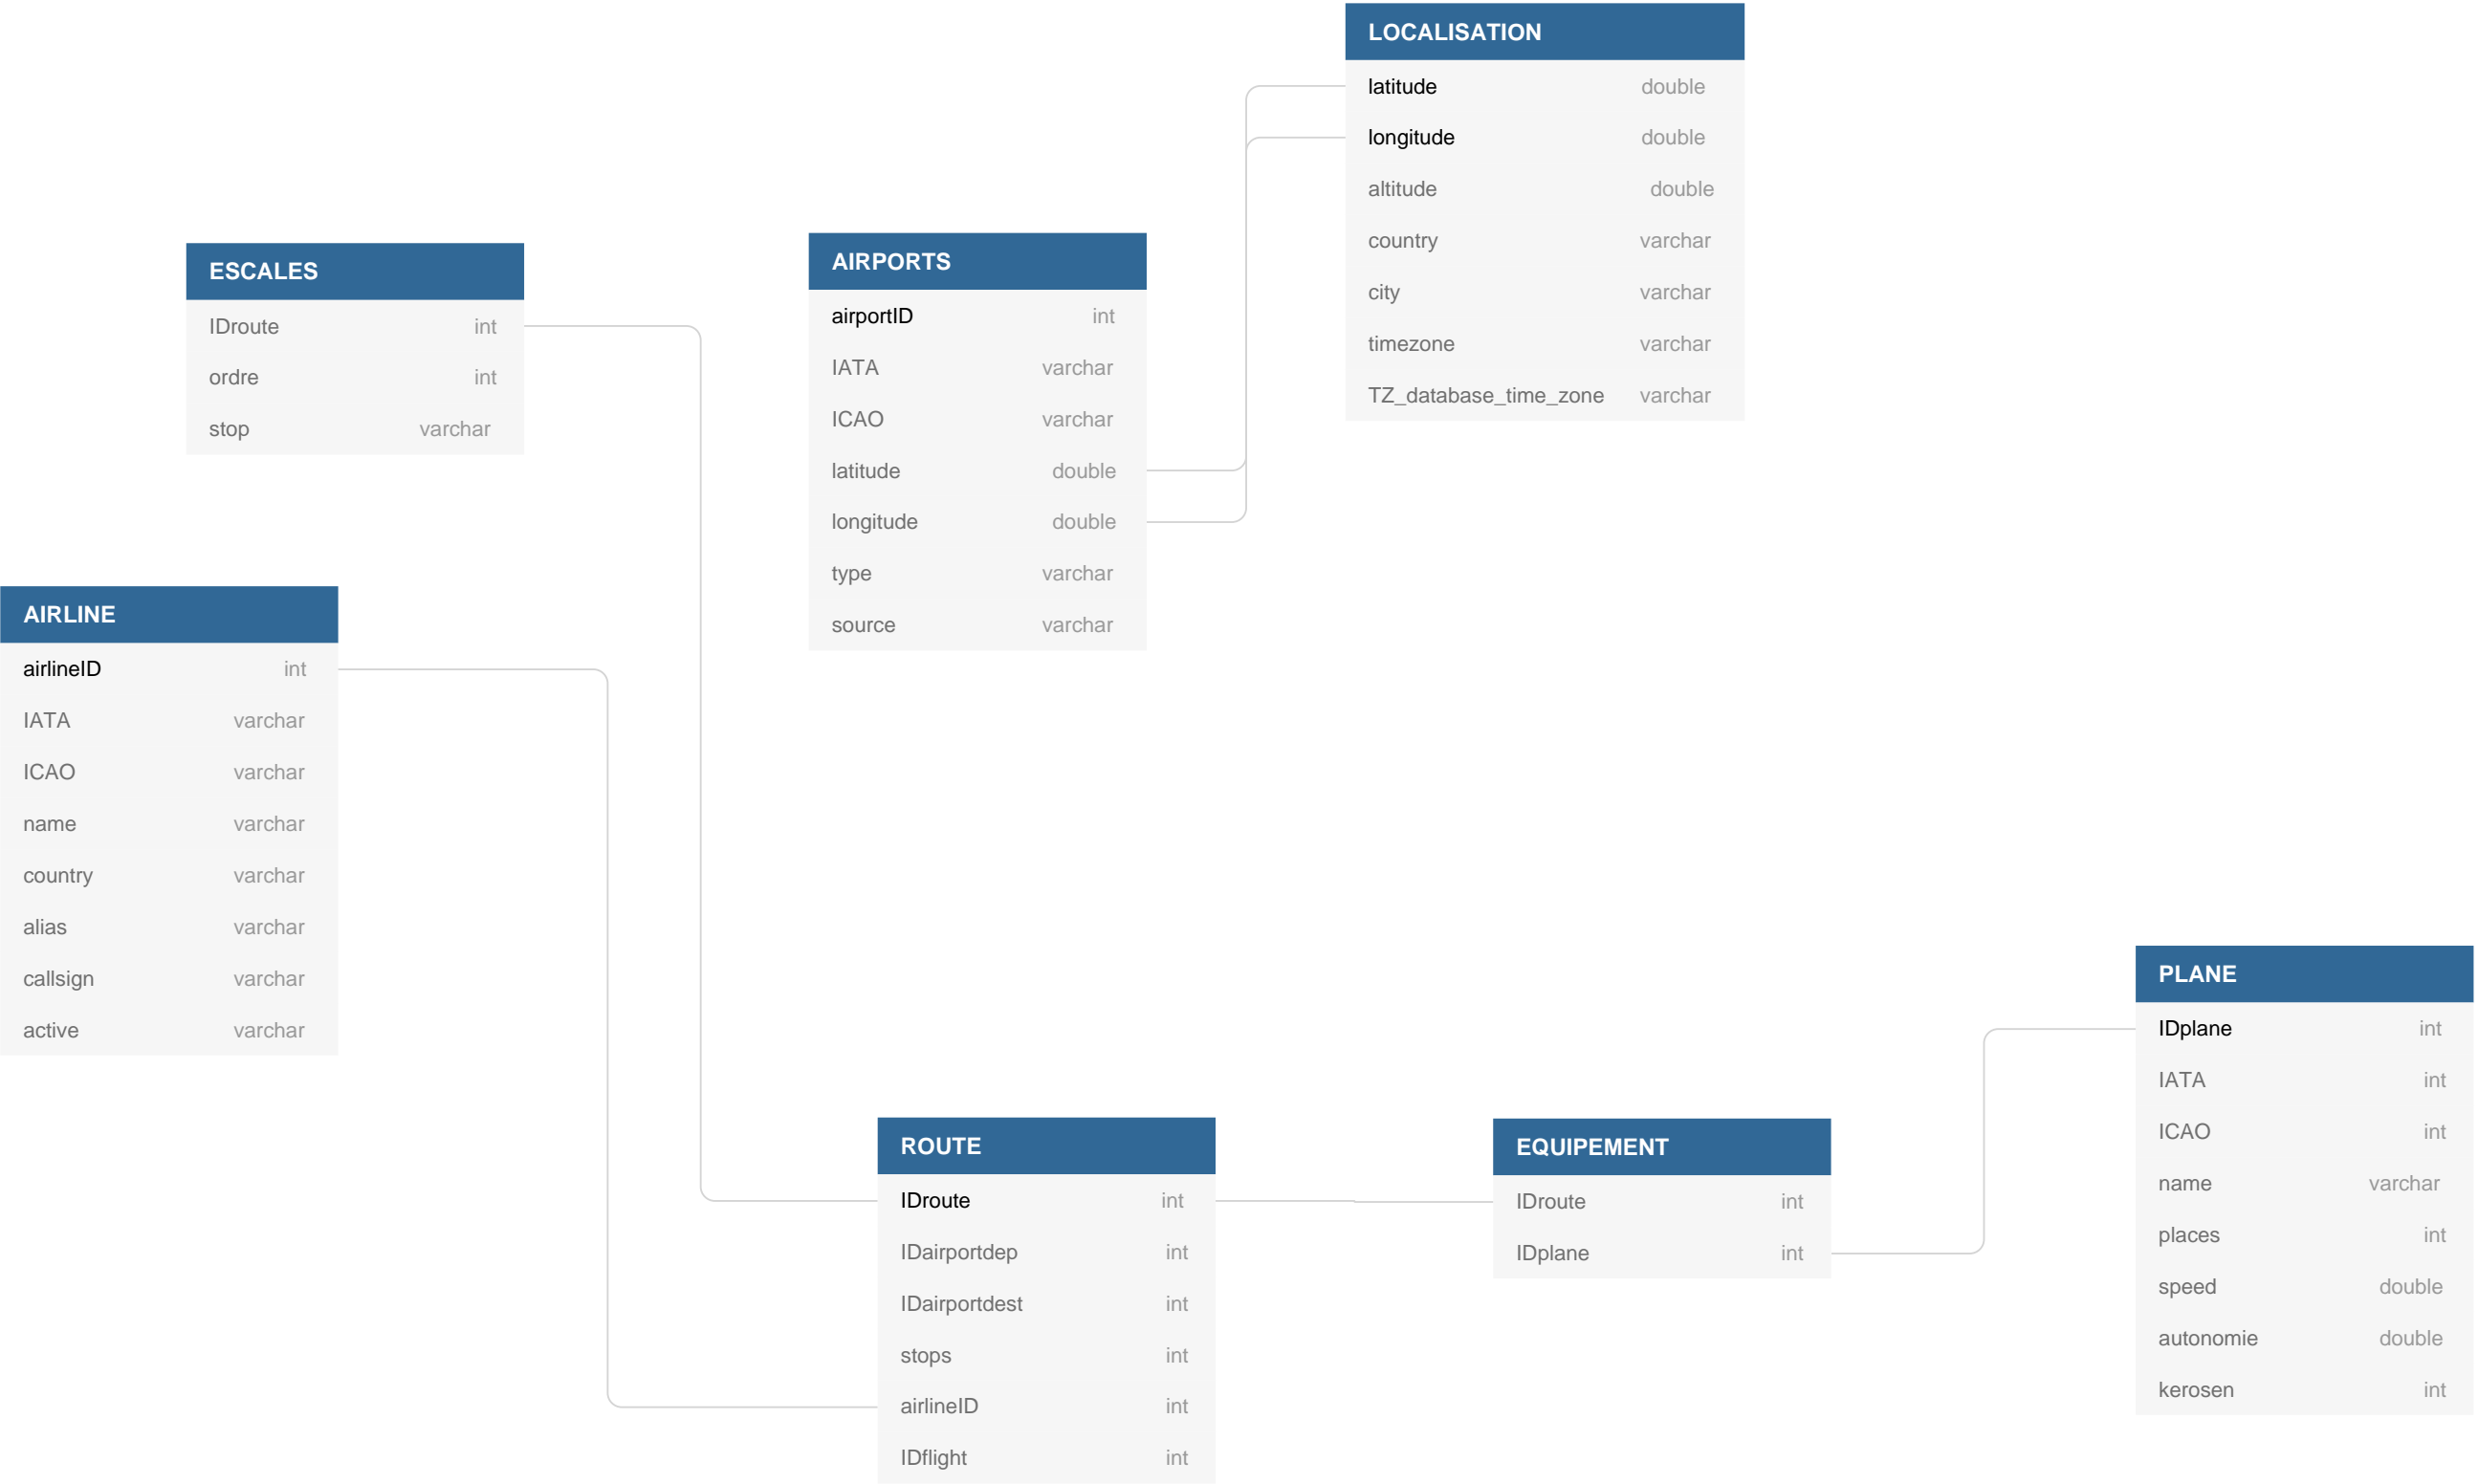 LOCALISATION
latitude double
longitude double
altitude double
country varchar
city varchar
timezone varchar
TZ_database_time_zone varchar
ESCALES
IDroute int
ordre int
stop varchar
AIRPORTS
airportID int
IATA varchar
ICAO varchar
latitude double
longitude double
type varchar
source varchar
AIRLINE
airlineID int
IATA varchar
ICAO varchar
name varchar
country varchar
alias varchar
callsign varchar
active varchar
ROUTE
IDroute int
IDairportdep int
IDairportdest int
stops int
airlineID int
IDflight int
EQUIPEMENT
IDroute int
IDplane int
PLANE
IDplane int
IATA int
ICAO int
name varchar
places int
speed double
autonomie double
kerosen int